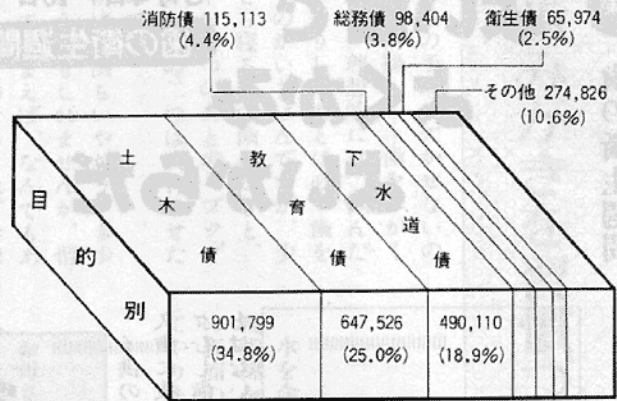 消防債 115,113
(4.4%)
総務債 98,404
(3.8%)
衛生債 65,974
(2.5%)
その他 274,826
(10.6%)
土木債
教育債
下水道債
目的別
901,799
(34.8%)
647,526
(25.0%)
490,110
(18.9%)